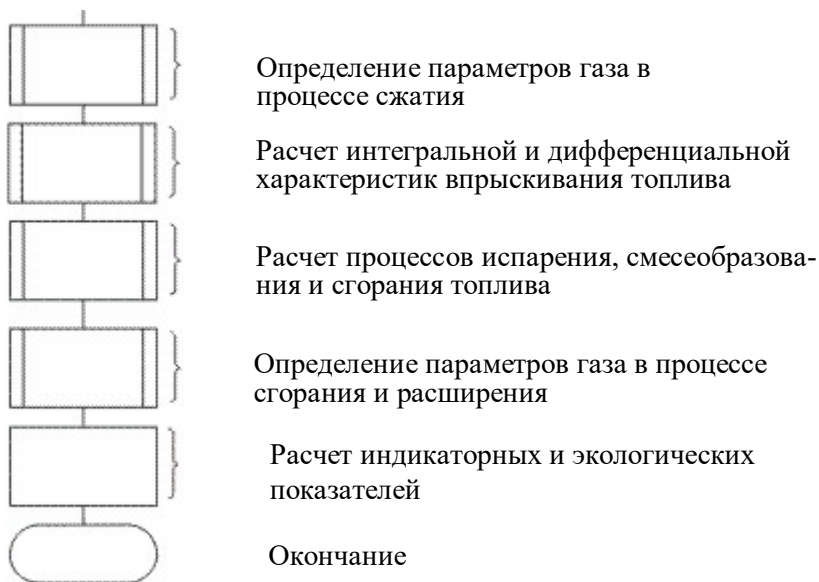 Определение параметров газа в
процессе сжатия
Расчет интегральной и дифференциальной
характеристик впрыскивания топлива
Расчет процессов испарения, смесеобразова-
ния и сгорания топлива
Определение параметров газа в процессе
сгорания и расширения
Расчет индикаторных и экологических
показателей
Окончание